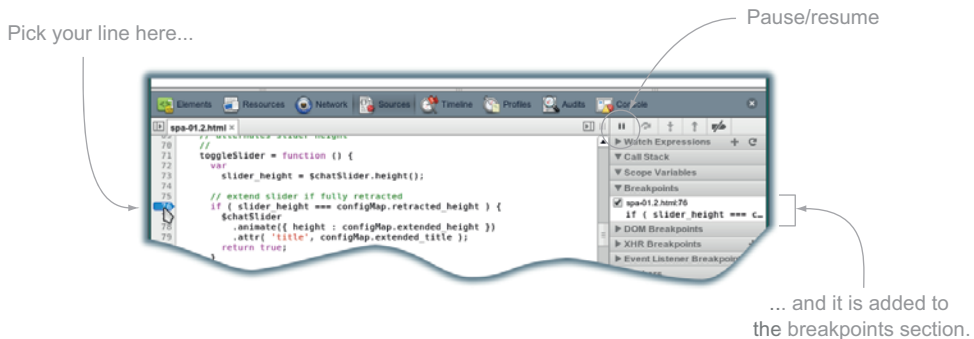 Pick your line here...
Pause/resume
Elements Resources Network Sources Timeline Profiles Audits Console
spa-01.2.html ×
69 // alternates slider height
70 //
71 toggleSlider = function () {
72 var
73 slider_height = $chatSlider.height();
74
75 // extend slider if fully retracted
if ( slider_height === configMap.retracted_height ) {
$chatSlider
78 .animate({ height : configMap.extended_height })
79 .attr( 'title', configMap.extended_title );
return true;
}
Watch Expressions
Call Stack
Scope Variables
Breakpoints
spa-01.2.html:76
if ( slider_height === c…
DOM Breakpoints
XHR Breakpoints
Event Listener
... and it is added to
the breakpoints section.